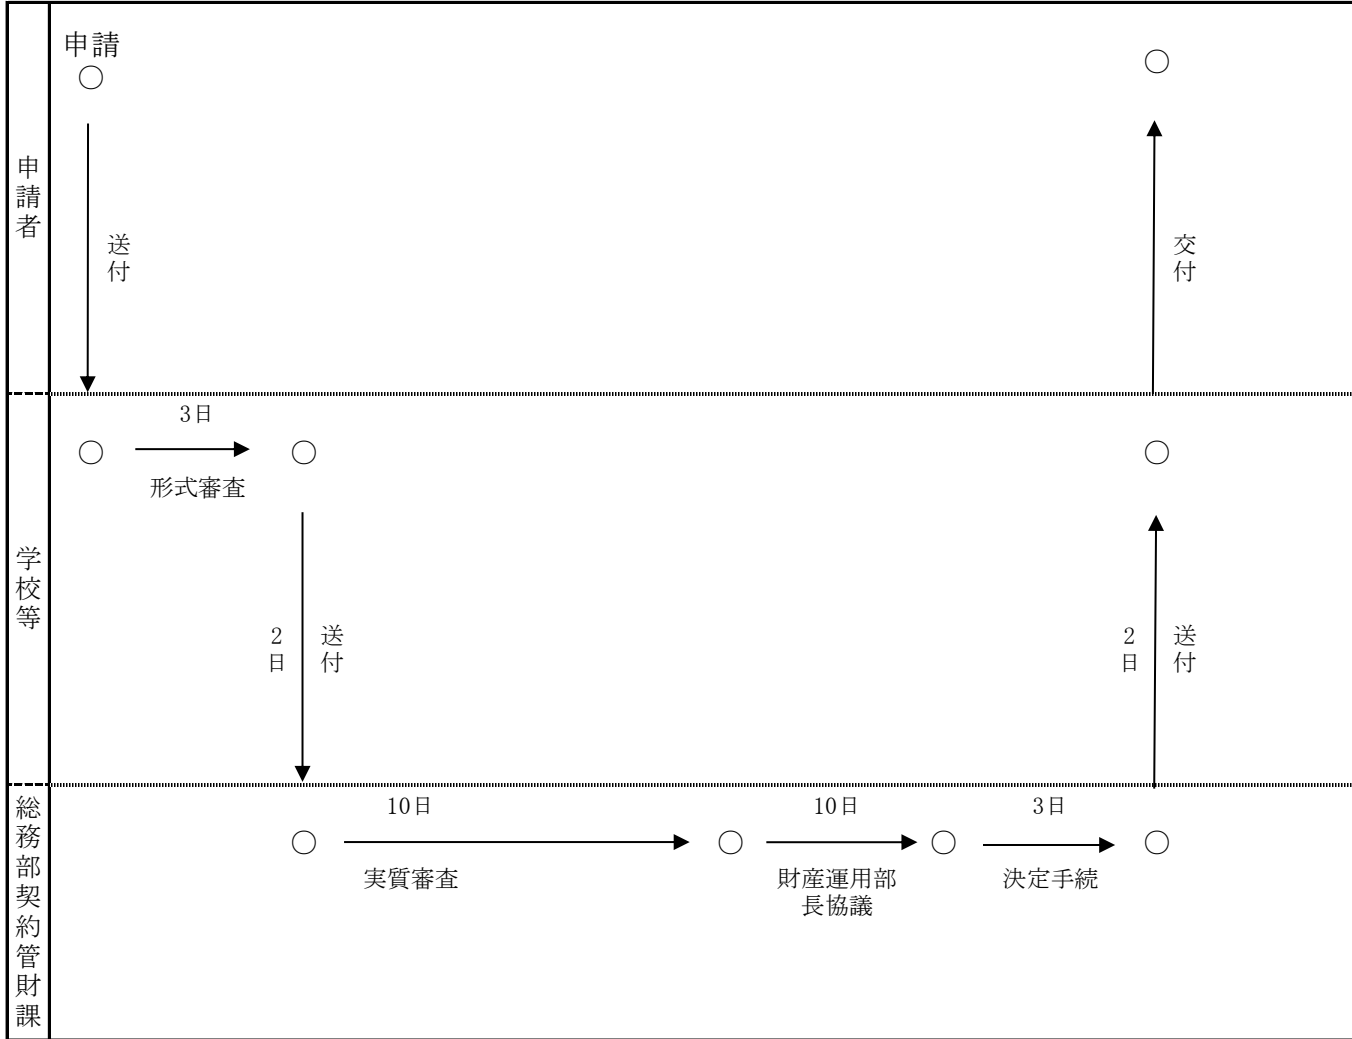 申請者
申請
送付
交付
学校等
3日
形式審査
2日
送付
2日
送付
総務部契約管財課
10日
実質審査
10日
財産運用部
長協議
3日
決定手続